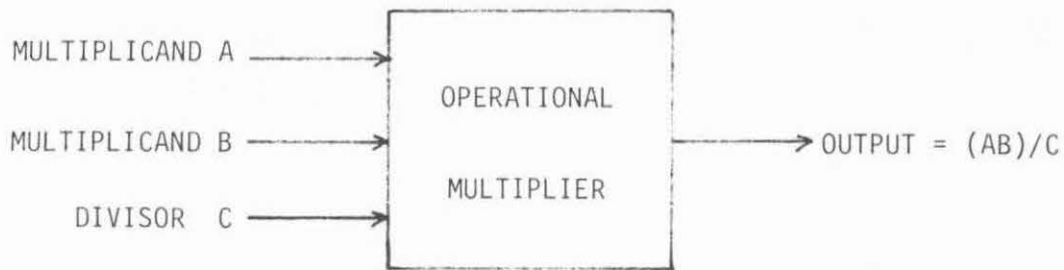 MULTIPLICAND A
OPERATIONAL
MULTIPLICAND B
OUTPUT = (AB)/C
MULTIPLIER
DIVISOR C